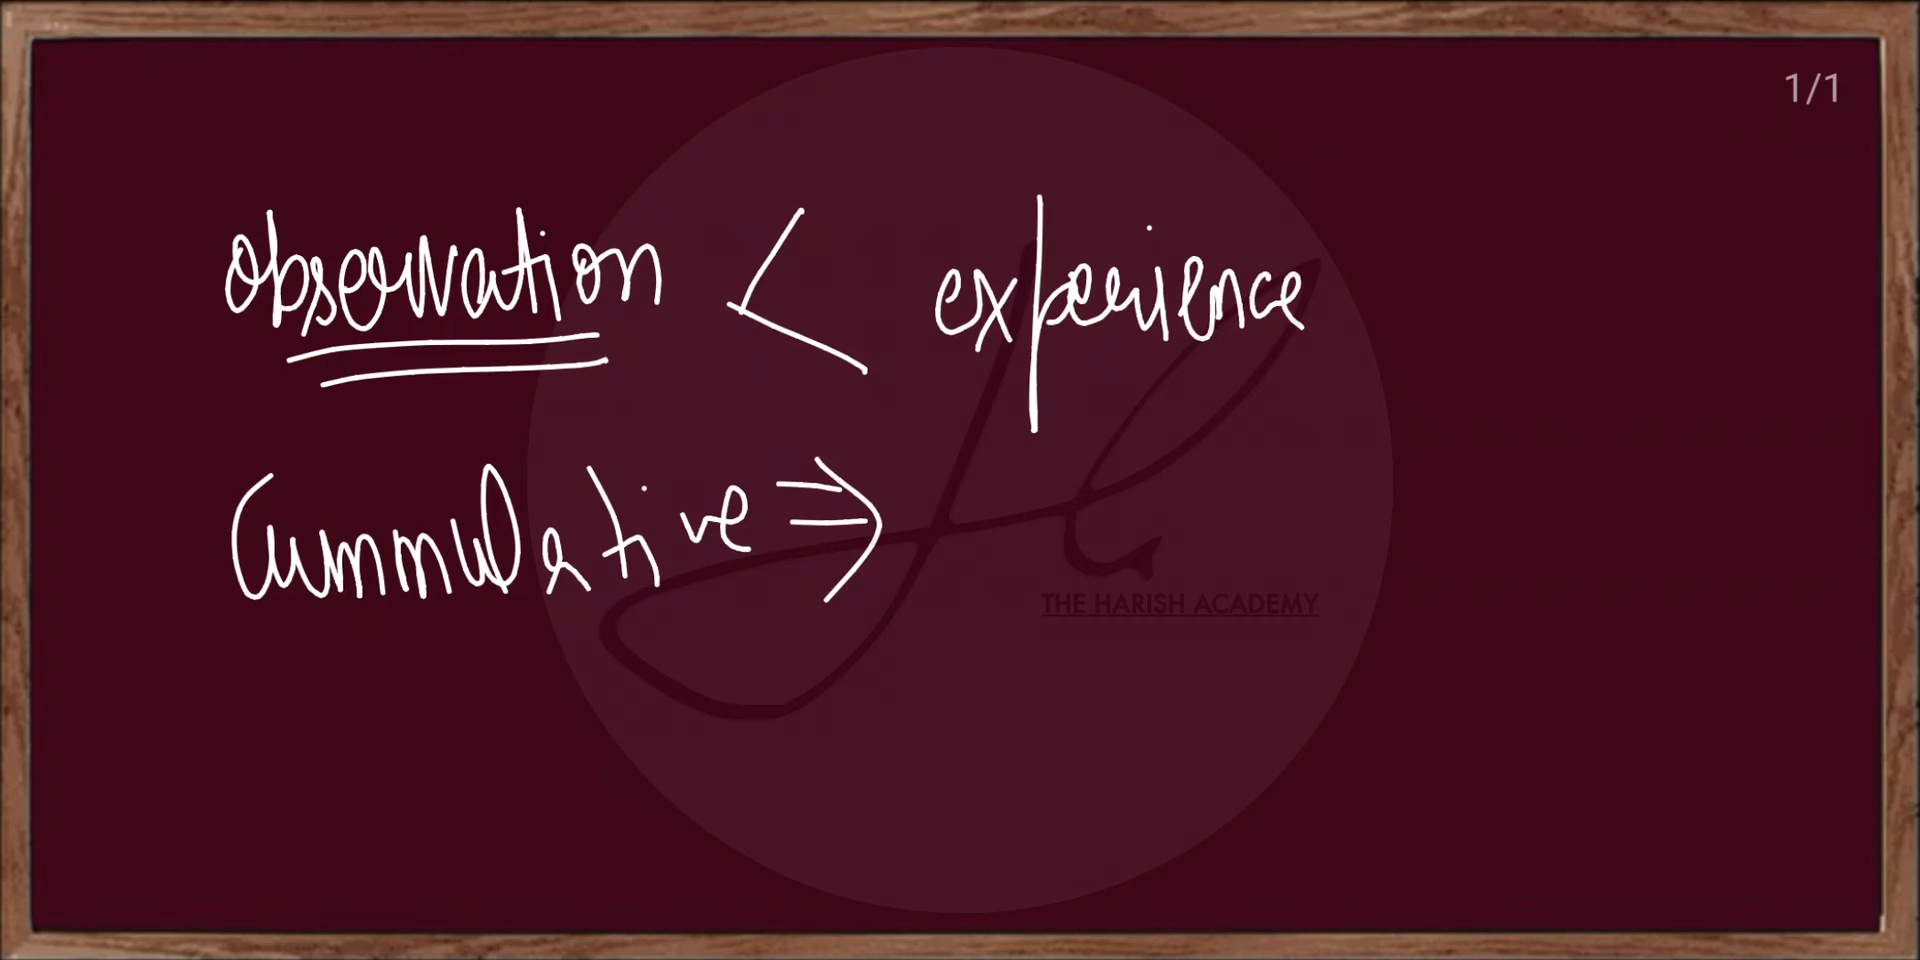 1/1
observation < experience
Cummulative ⇒
THE HARISH ACADEMY